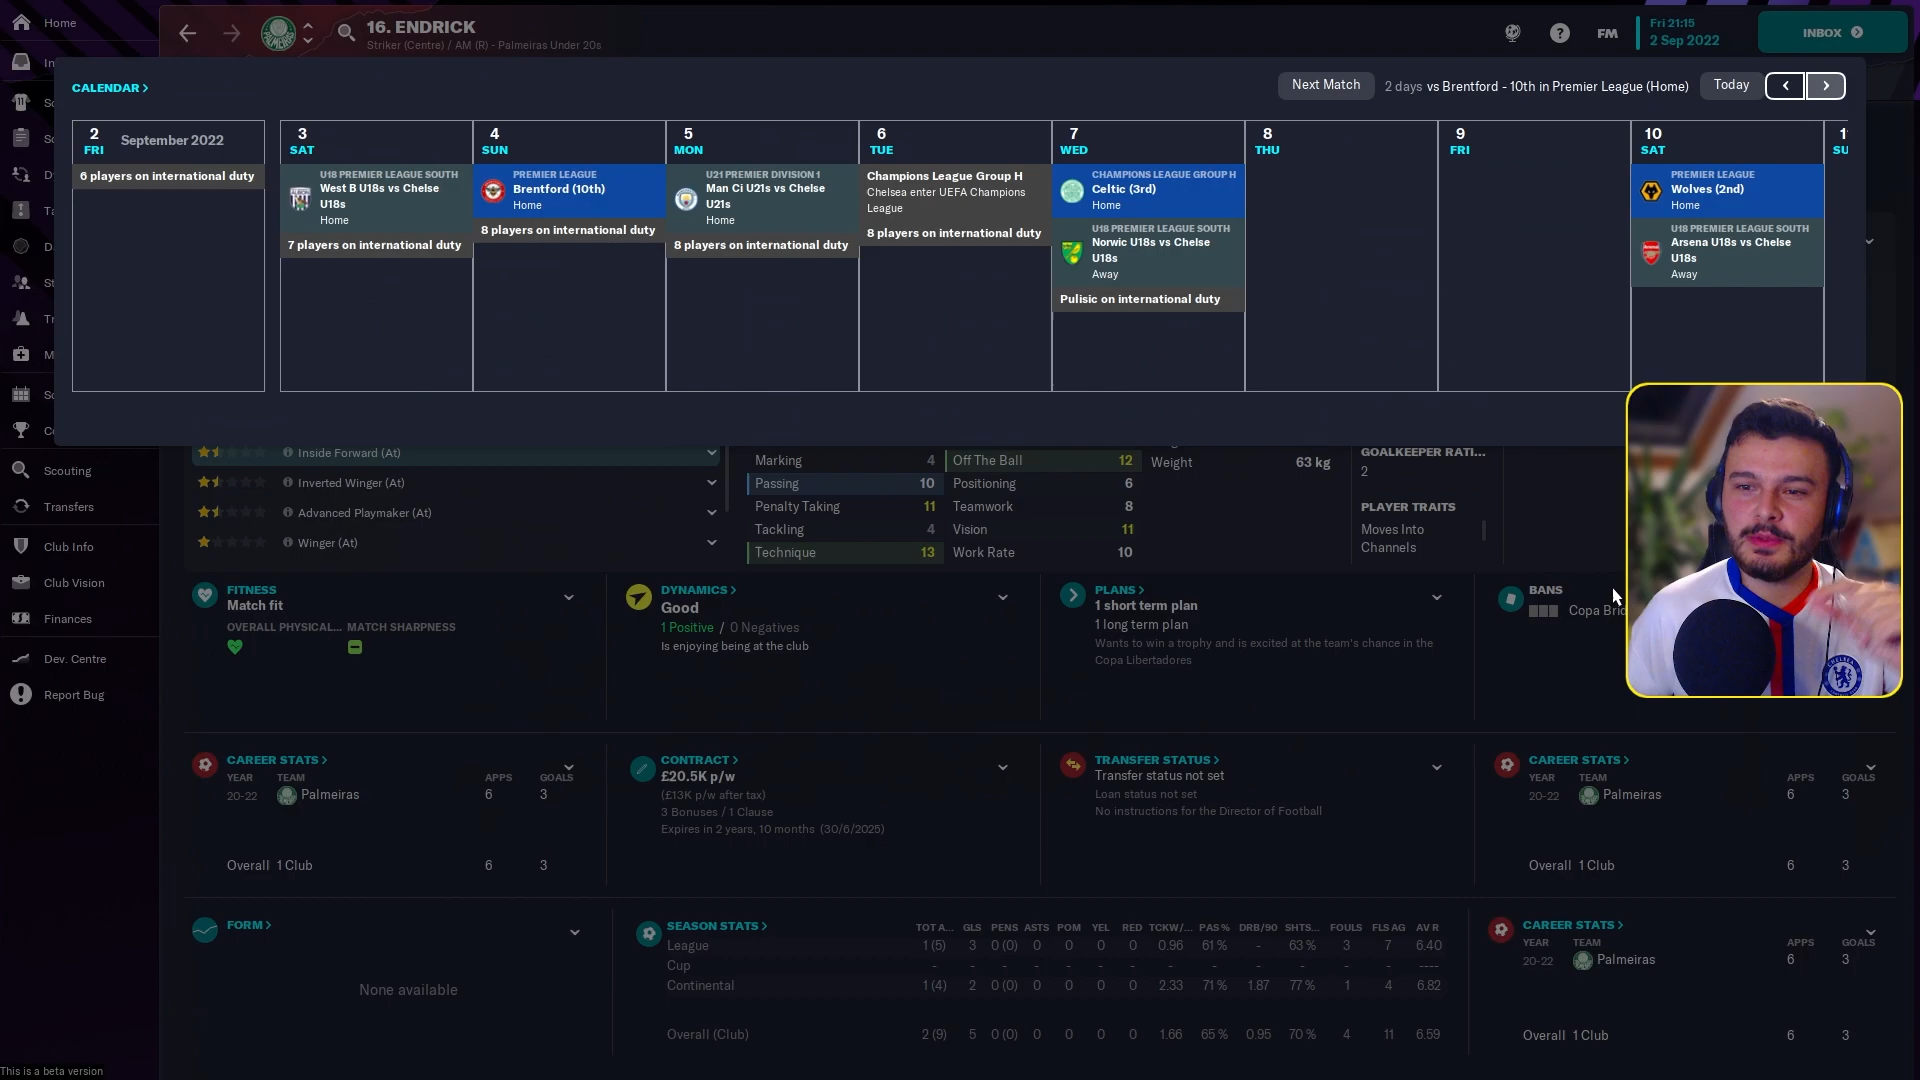 Home
16. ENDRICK
Striker (Centre) / AM (R) - Palmeiras Under 20s
FM
Fri 21:15
2 Sep 2022
INBOX
CALENDAR
Next Match
2 days vs Brentford - 10th in Premier League (Home)
Today
2
FRI
September 2022
6 players on international duty
3
SAT
U18 PREMIER LEAGUE SOUTH
West B U18s vs Chelse
U18s
Home
7 players on international duty
4
SUN
PREMIER LEAGUE
Brentford (10th)
Home
8 players on international duty
5
MON
U21 PREMIER DIVISION 1
Man Ci U21s vs Chelse
U21s
Home
8 players on international duty
6
TUE
Champions League Group H
Chelsea enter UEFA Champions
League
8 players on international duty
7
WED
CHAMPIONS LEAGUE GROUP H
Celtic (3rd)
Home
U18 PREMIER LEAGUE SOUTH
Norwic U18s vs Chelse
U18s
Away
Pulisic on international duty
8
THU
9
FRI
10
SAT
PREMIER LEAGUE
Wolves (2nd)
Home
U18 PREMIER LEAGUE SOUTH
Arsena U18s vs Chelse
U18s
Away
SU
Scouting
Transfers
Club Info
Club Vision
Finances
Dev. Centre
Report Bug
Inside Forward (At)
Inverted Winger (At)
Advanced Playmaker (At)
Winger (At)
Marking 4
Passing 10
Penalty Taking 11
Tackling 4
Technique 13
Off The Ball 12
Positioning 6
Teamwork 8
Vision 11
Work Rate 10
Weight 63 kg
GOALKEEPER RATI...
2
PLAYER TRAITS
Moves Into
Channels
FITNESS
Match fit
OVERALL PHYSICAL... MATCH SHARPNESS
DYNAMICS
Good
1 Positive / 0 Negatives
Is enjoying being at the club
PLANS
1 short term plan
1 long term plan
Wants to win a trophy and is excited at the team's chance in the
Copa Libertadores
BANS
Copa
CAREER STATS
YEAR TEAM APPS GOALS
20-22 Palmeiras 6 3
Overall 1 Club 6 3
CONTRACT
£20.5K p/w
(£13K p/w after tax)
3 Bonuses / 1 Clause
Expires in 2 years, 10 months (30/6/2025)
TRANSFER STATUS
Transfer status not set
Loan status not set
No instructions for the Director of Football
CAREER STATS
YEAR TEAM APPS GOALS
20-22 Palmeiras 6 3
Overall 1 Club 6 3
FORM
None available
SEASON STATS TOT A... GLS PENS ASTS POM YEL RED TCKW/... PAS % DRB/90 SHTS... FOULS FLS AG AV R
League 1 (5) 3 0 (0) 0 0 0 0 0.96 61 % - 63 % 3 7 6.40
Cup - - - - - - - - - - - - - ----
Continental 1 (4) 2 0 (0) 0 0 0 0 2.33 71 % 1.87 77 % 1 4 6.82
Overall (Club) 2 (9) 5 0 (0) 0 0 0 0 1.66 65 % 0.95 70 % 4 11 6.59
CAREER STATS
YEAR TEAM APPS GOALS
20-22 Palmeiras 6 3
Overall 1 Club 6 3
This is a beta version